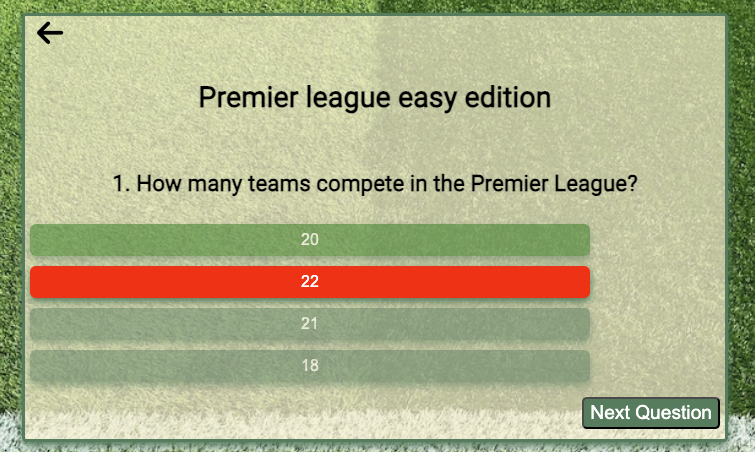 Premier league easy edition
1. How many teams compete in the Premier League?
20
22
21
18
Next Question